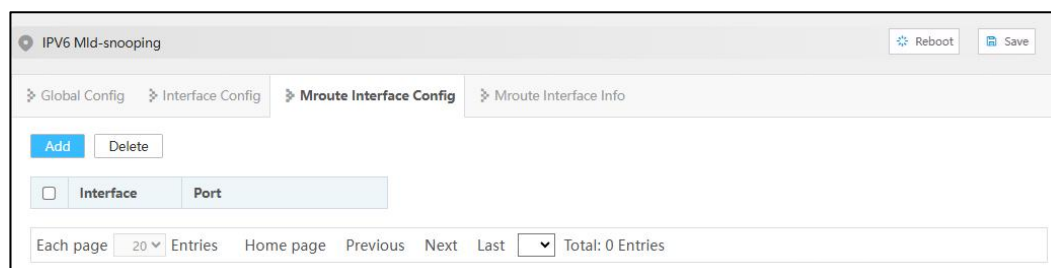 IPV6 Mld-snooping Reboot Save
Global Config Interface Config Mroute Interface Config Mroute Interface Info
Add Delete
Interface Port
Each page 20 Entries Home page Previous Next Last Total: 0 Entries